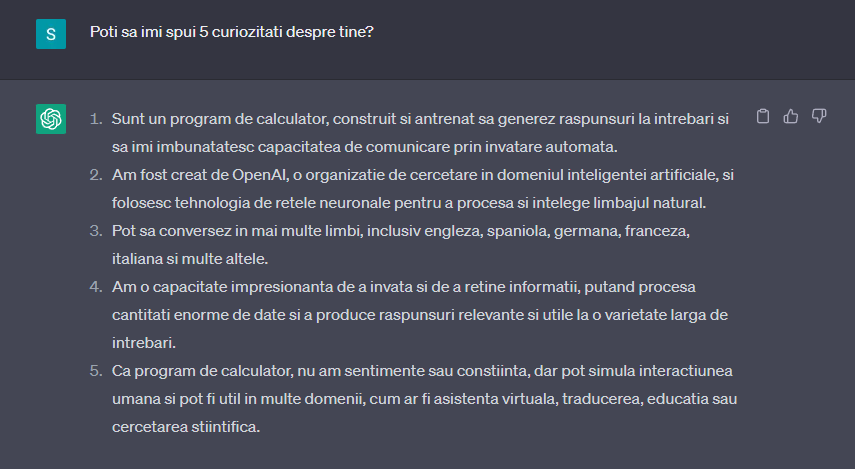 S
Poti sa imi spui 5 curiozitati despre tine?
1. Sunt un program de calculator, construit si antrenat sa generez raspunsuri la intrebari si
sa imi imbunatatesc capacitatea de comunicare prin invatare automata.
2. Am fost creat de OpenAI, o organizatie de cercetare in domeniul inteligentei artificiale, si
folosesc tehnologia de retele neuronale pentru a procesa si intelege limbajul natural.
3. Pot sa conversez in mai multe limbi, inclusiv engleza, spaniola, germana, franceza,
italiana si multe altele.
4. Am o capacitate impresionanta de a invata si de a retine informatii, putand procesa
cantitati enorme de date si a produce raspunsuri relevante si utile la o varietate larga de
intrebari.
5. Ca program de calculator, nu am sentimente sau constiinta, dar pot simula interactiunea
umana si pot fi util in multe domenii, cum ar fi asistenta virtuala, traducerea, educatia sau
cercetarea stiintifica.